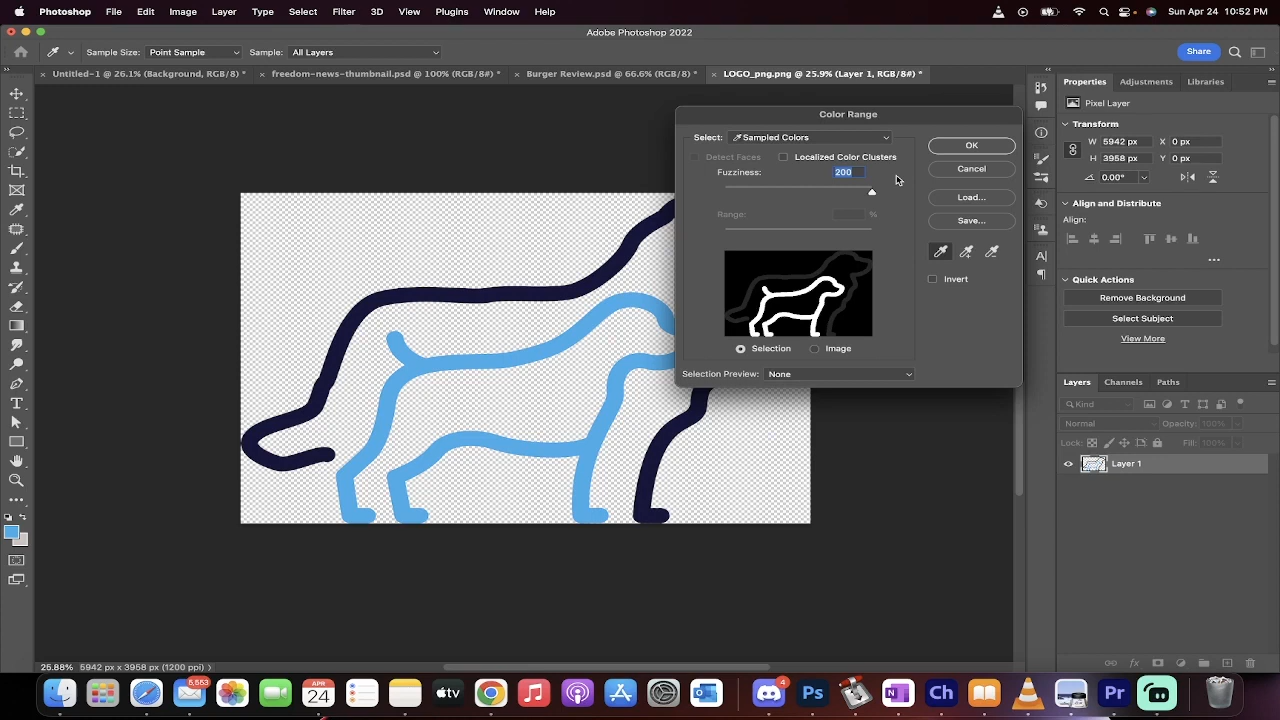 Photoshop File Edit Image Layer Type Select Filter 3D View Plugins Window Help
Sun Apr 24 10:52 PM
Adobe Photoshop 2022
Sample Size: Point Sample Sample: All Layers
Share
Untitled-1 @ 26.1% (Background, RGB/8) *
freedom-news-thumbnail.psd @ 100% (RGB/8#) *
Burger Review.psd @ 66.6% (RGB/8) *
LOGO_png.png @ 25.9% (Layer 1, RGB/8#) *
Color Range
Select: Sampled Colors
Detect Faces Localized Color Clusters
Fuzziness: 200
Range: %
Selection Image
Selection Preview: None
OK
Cancel
Load...
Save...
Invert
Properties Adjustments Libraries
Pixel Layer
Transform
W 5942 px X 0 px
H 3958 px Y 0 px
0.00°
Align and Distribute
Align:
Quick Actions
Remove Background
Select Subject
View More
Layers Channels Paths
Kind
Normal Opacity: 100%
Lock: Fill: 100%
Layer 1
25.88% 5942 px x 3958 px (1200 ppi)
5,553
APR
24
tv
4
Ps
N
Ch
Pr